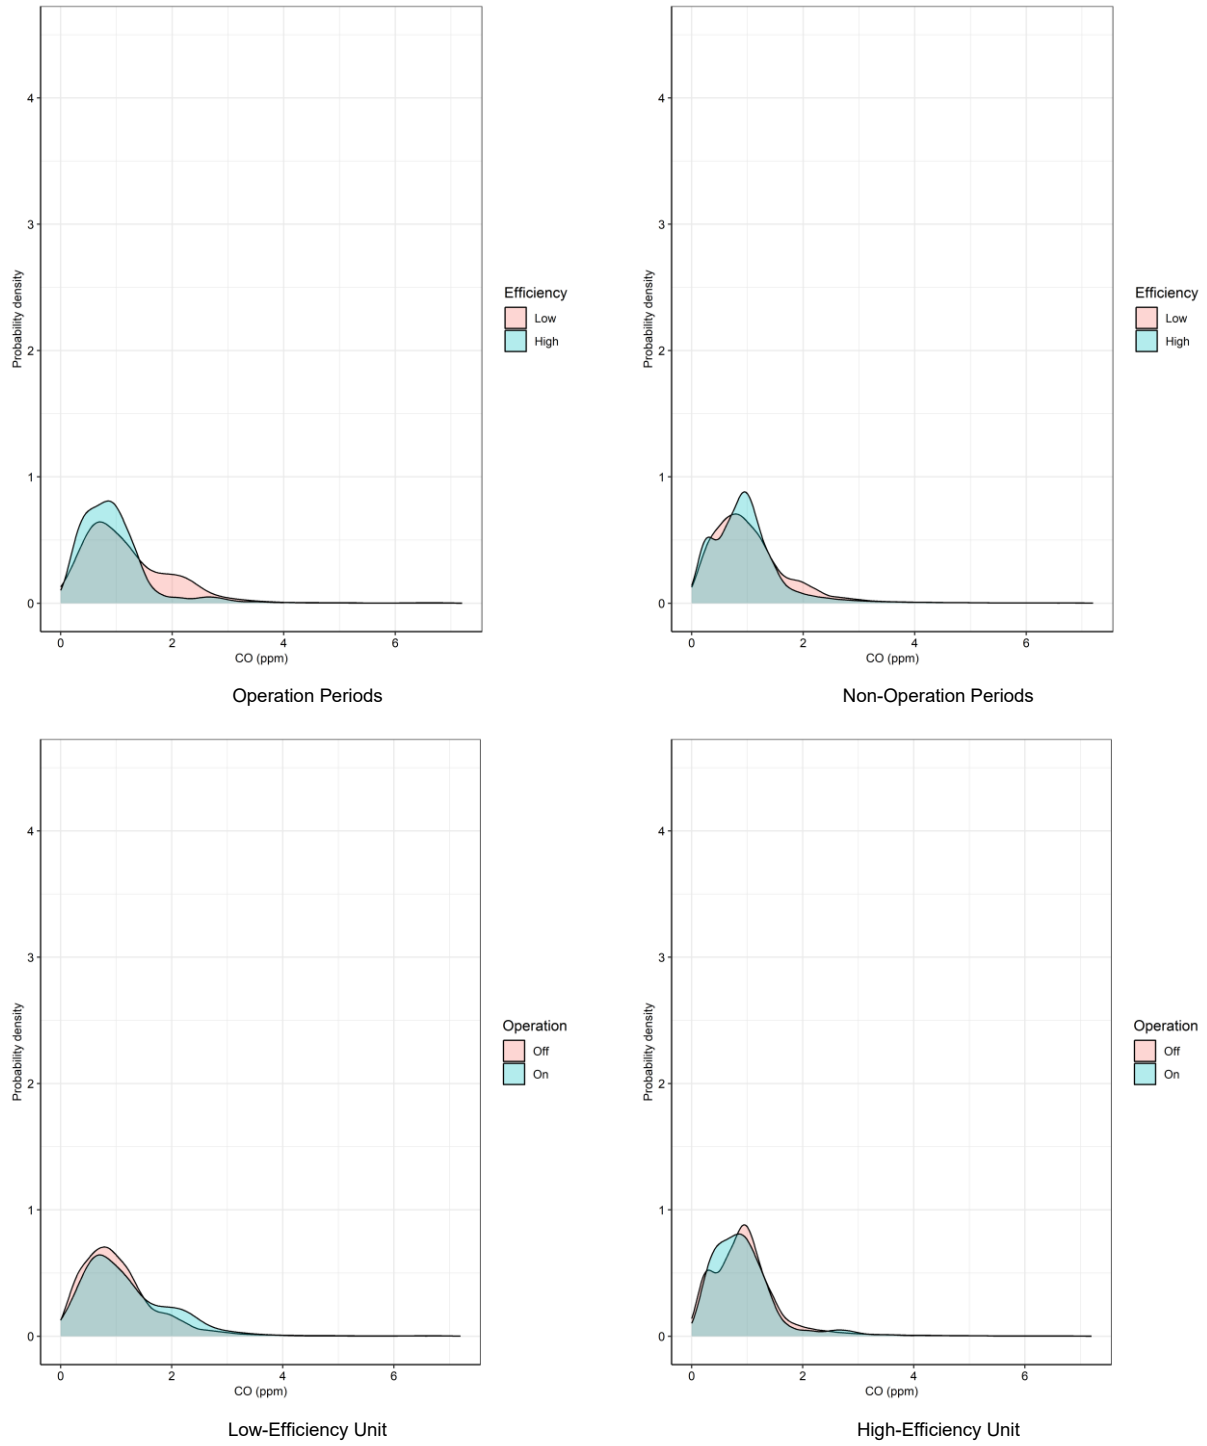 4
3
2
1
0
Probability density
0 2 4 6
CO (ppm)
Efficiency
Low
High
Operation Periods
4
3
2
1
0
Probability density
0 2 4 6
CO (ppm)
Efficiency
Low
High
Non-Operation Periods
4
3
2
1
0
Probability density
0 2 4 6
CO (ppm)
Operation
Off
On
Low-Efficiency Unit
4
3
2
1
0
Probability density
0 2 4 6
CO (ppm)
Operation
Off
On
High-Efficiency Unit